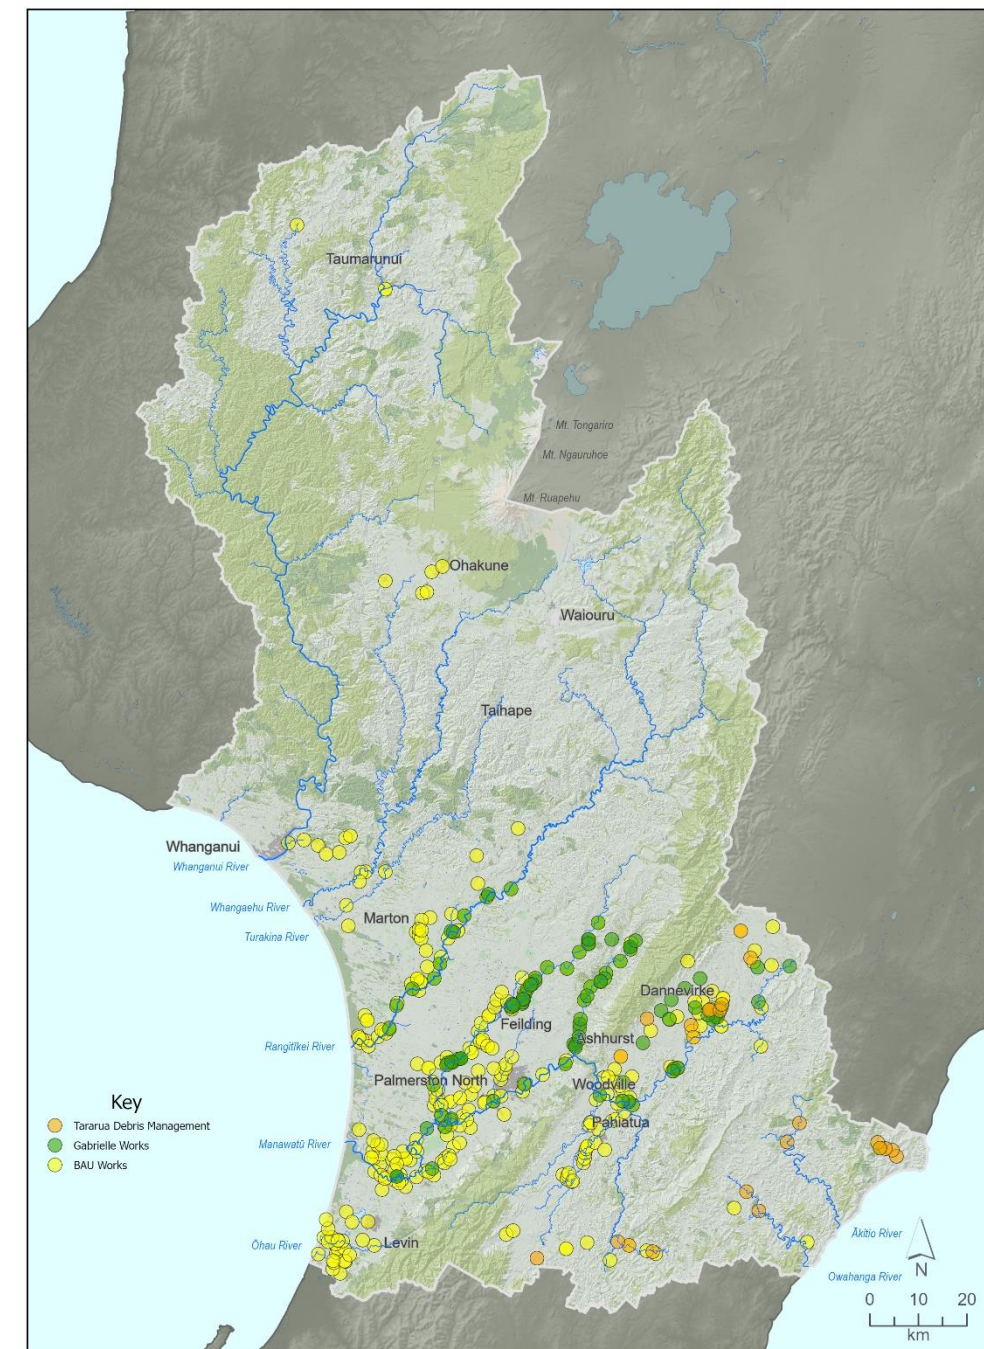 Taumarunui
Mt. Tongariro
Mt. Ngauruhoe
Mt. Ruapehu
Ohakune
Waiouru
Taihape
Whanganui
Whanganui River
Whangaehu River
Marton
Turakina River
Dannevirke
Feilding
Ashhurst
Rangitīkei River
Palmerston North
Woodville
Key
Pahiatua
Tararua Debris Management
Gabrielle Works
BAU Works
Manawatū River
Ōhau River
Levin
Ākitio River
Owahanga River
N
0 10 20
km